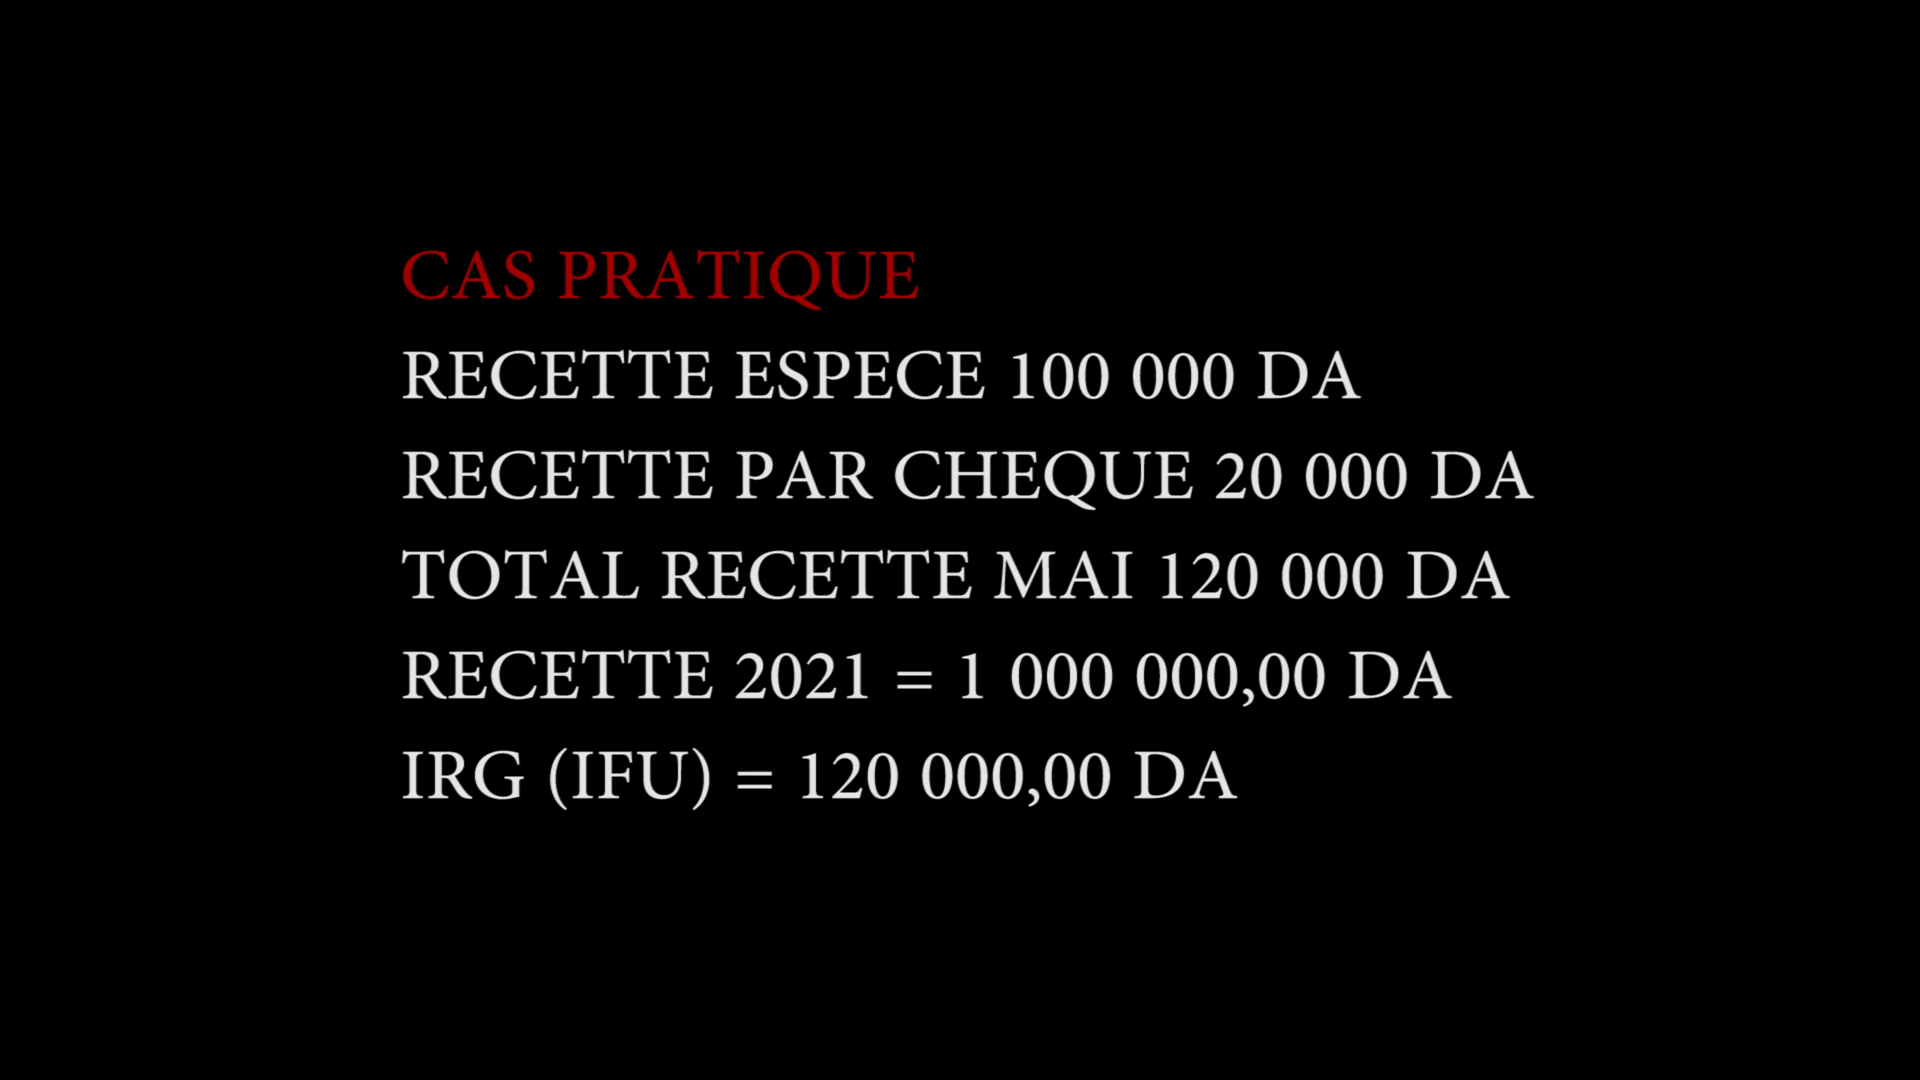 CAS PRATIQUE
RECETTE ESPECE 100 000 DA
RECETTE PAR CHEQUE 20 000 DA
TOTAL RECETTE MAI 120 000 DA
RECETTE 2021 = 1 000 000,00 DA
IRG (IFU) = 120 000,00 DA